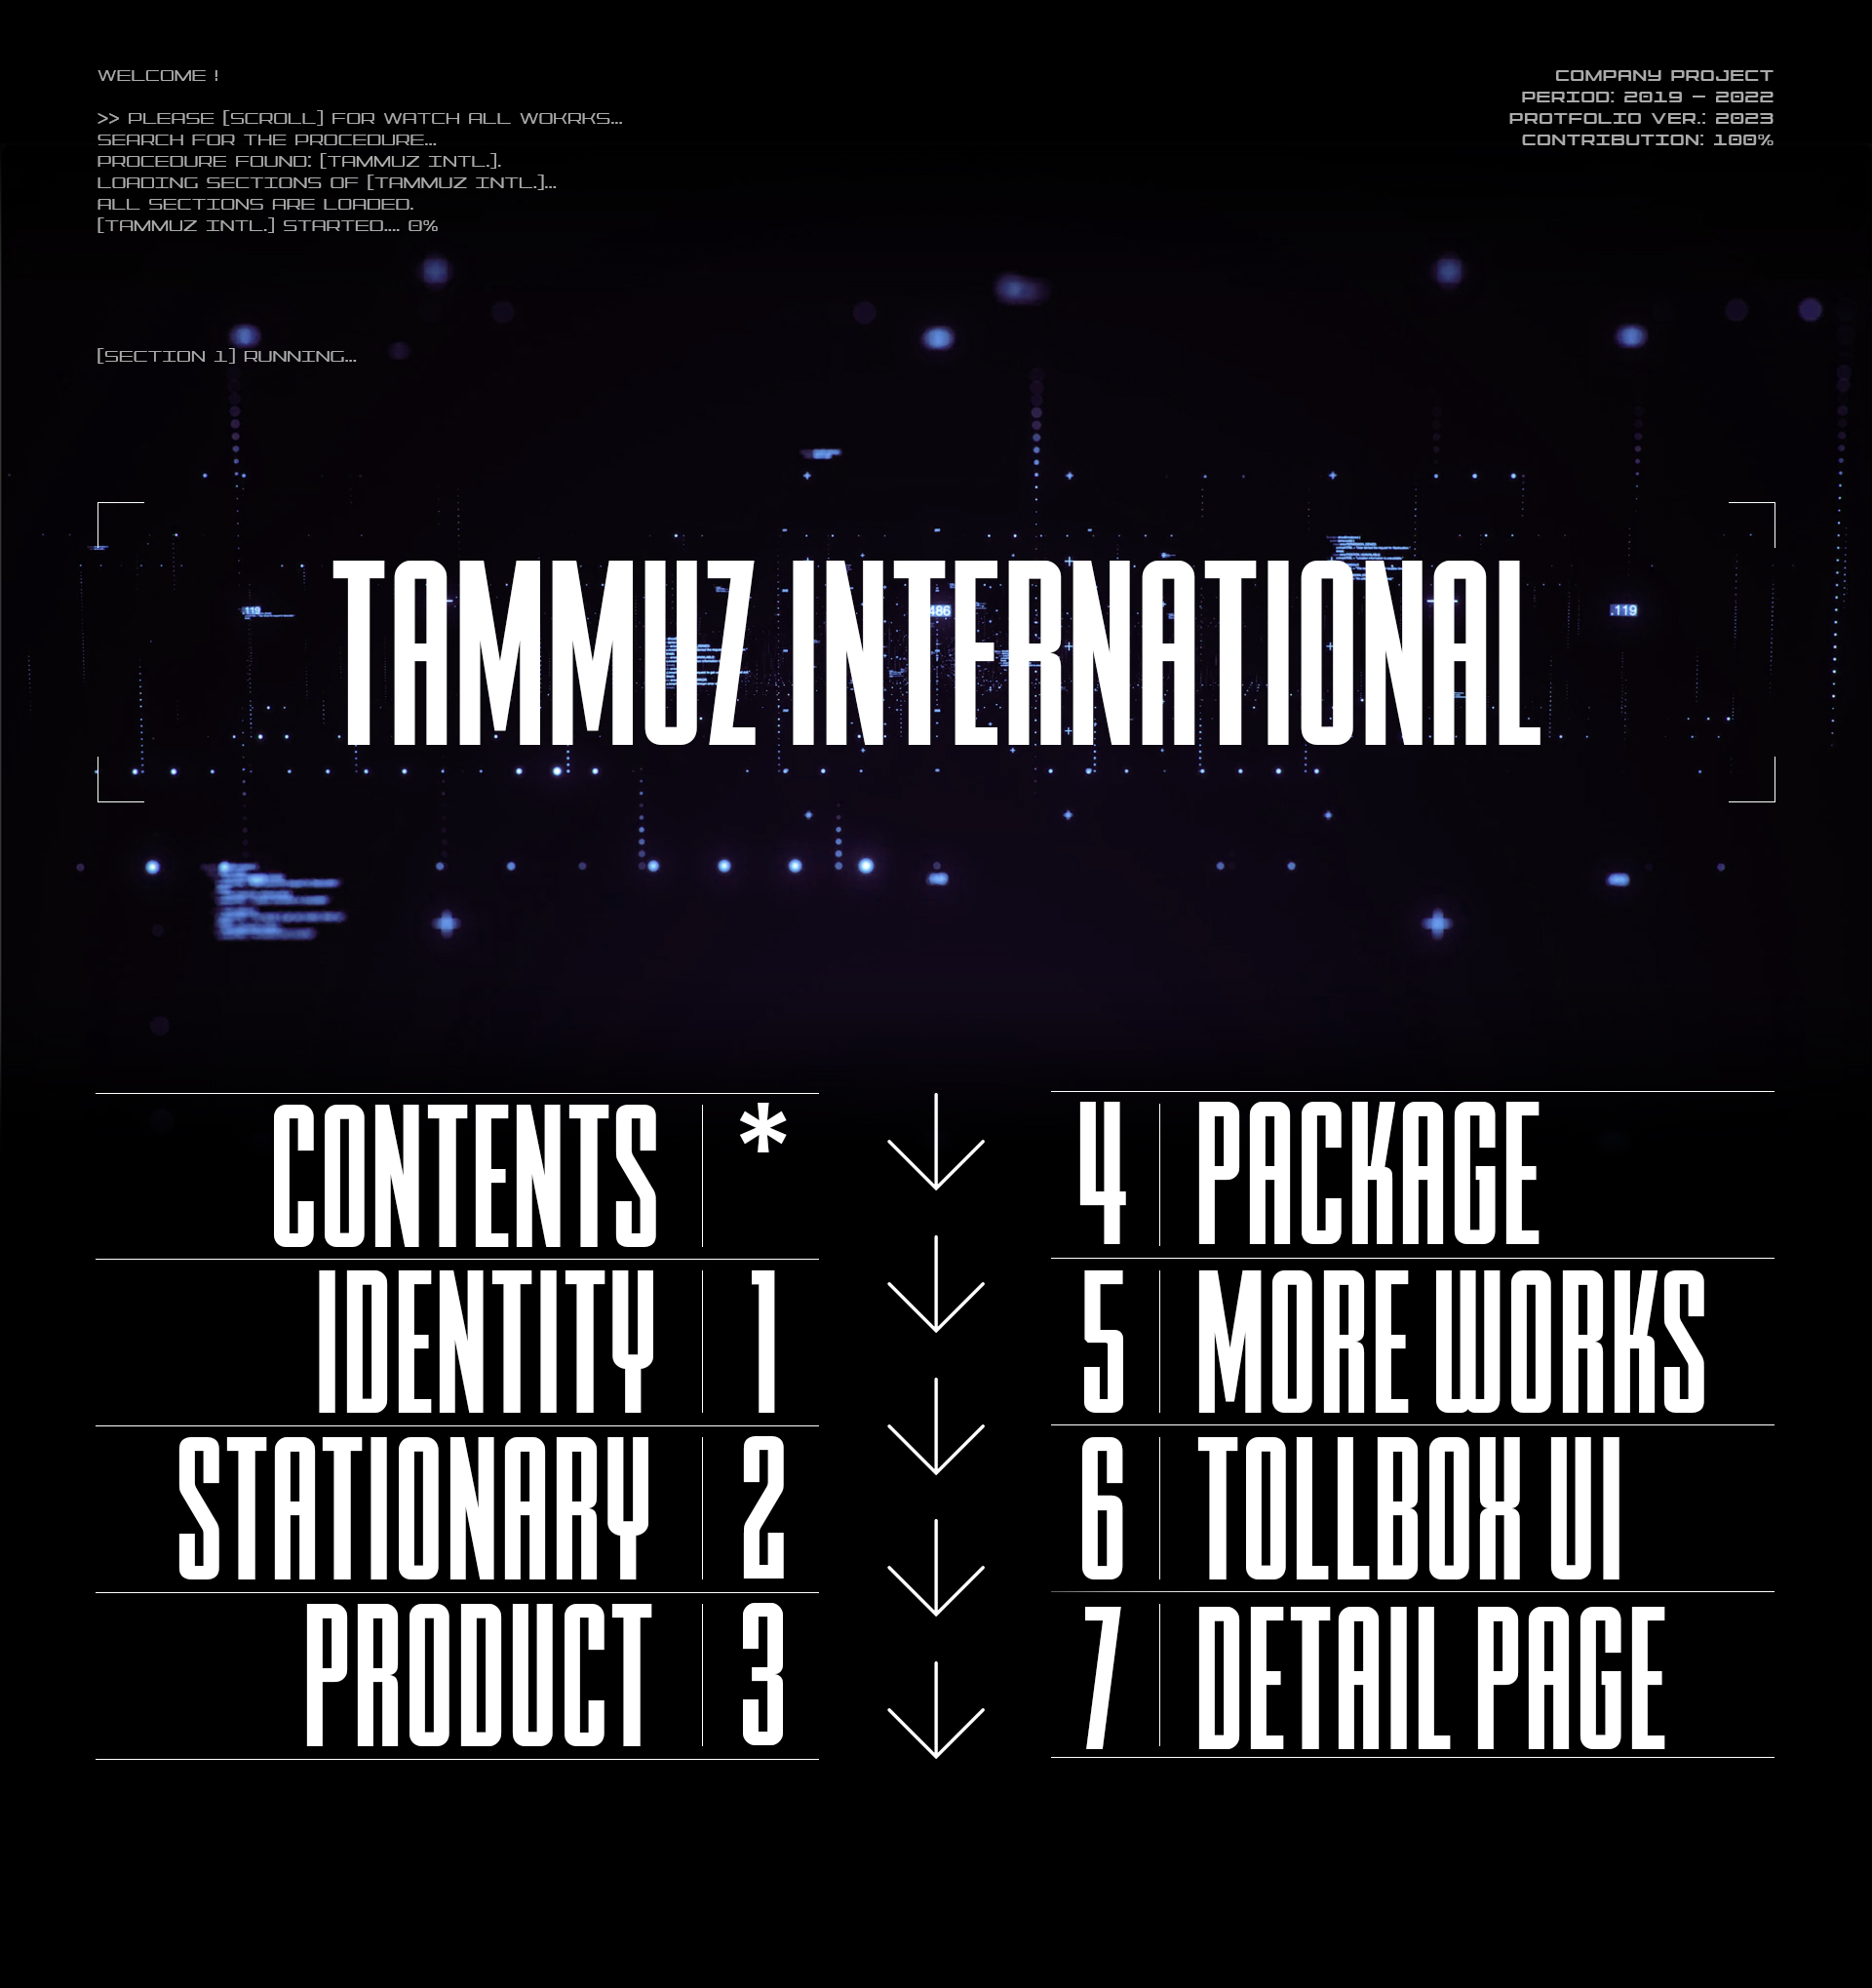 WELCOME !
>> PLEASE [SCROLL] FOR WATCH ALL WOKRKS...
SEARCH FOR THE PROCEDURE...
PROCEDURE FOUND: [TAMMUZ INTL.].
LOADING SECTIONS OF [TAMMUZ INTL.]...
ALL SECTIONS ARE LOADED.
[TAMMUZ INTL.] STARTED.... 0%
COMPANY PROJECT
PERIOD: 2019 – 2022
PROTFOLIO VER.: 2023
CONTRIBUTION: 100%
[SECTION 1] RUNNING...
TAMMUZ INTERNATIONAL
.119
486
.119
CONTENTS *
IDENTITY 1
STATIONARY 2
PRODUCT 3
4 PACKAGE
5 MORE WORKS
6 TOLLBOX UI
7 DETAIL PAGE